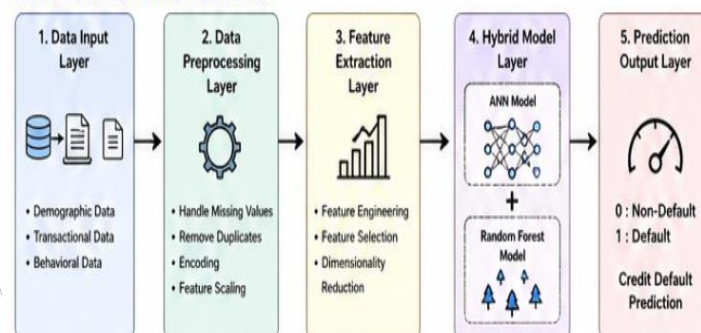 1. Data Input
Layer
• Demographic Data
• Transactional Data
• Behavioral Data
2. Data
Preprocessing
Layer
• Handle Missing Values
• Remove Duplicates
• Encoding
• Feature Scaling
3. Feature
Extraction
Layer
• Feature Engineering
• Feature Selection
• Dimensionality
Reduction
4. Hybrid Model
Layer
ANN Model
+
Random Forest
Model
5. Prediction
Output Layer
0 : Non-Default
1 : Default
Credit Default
Prediction